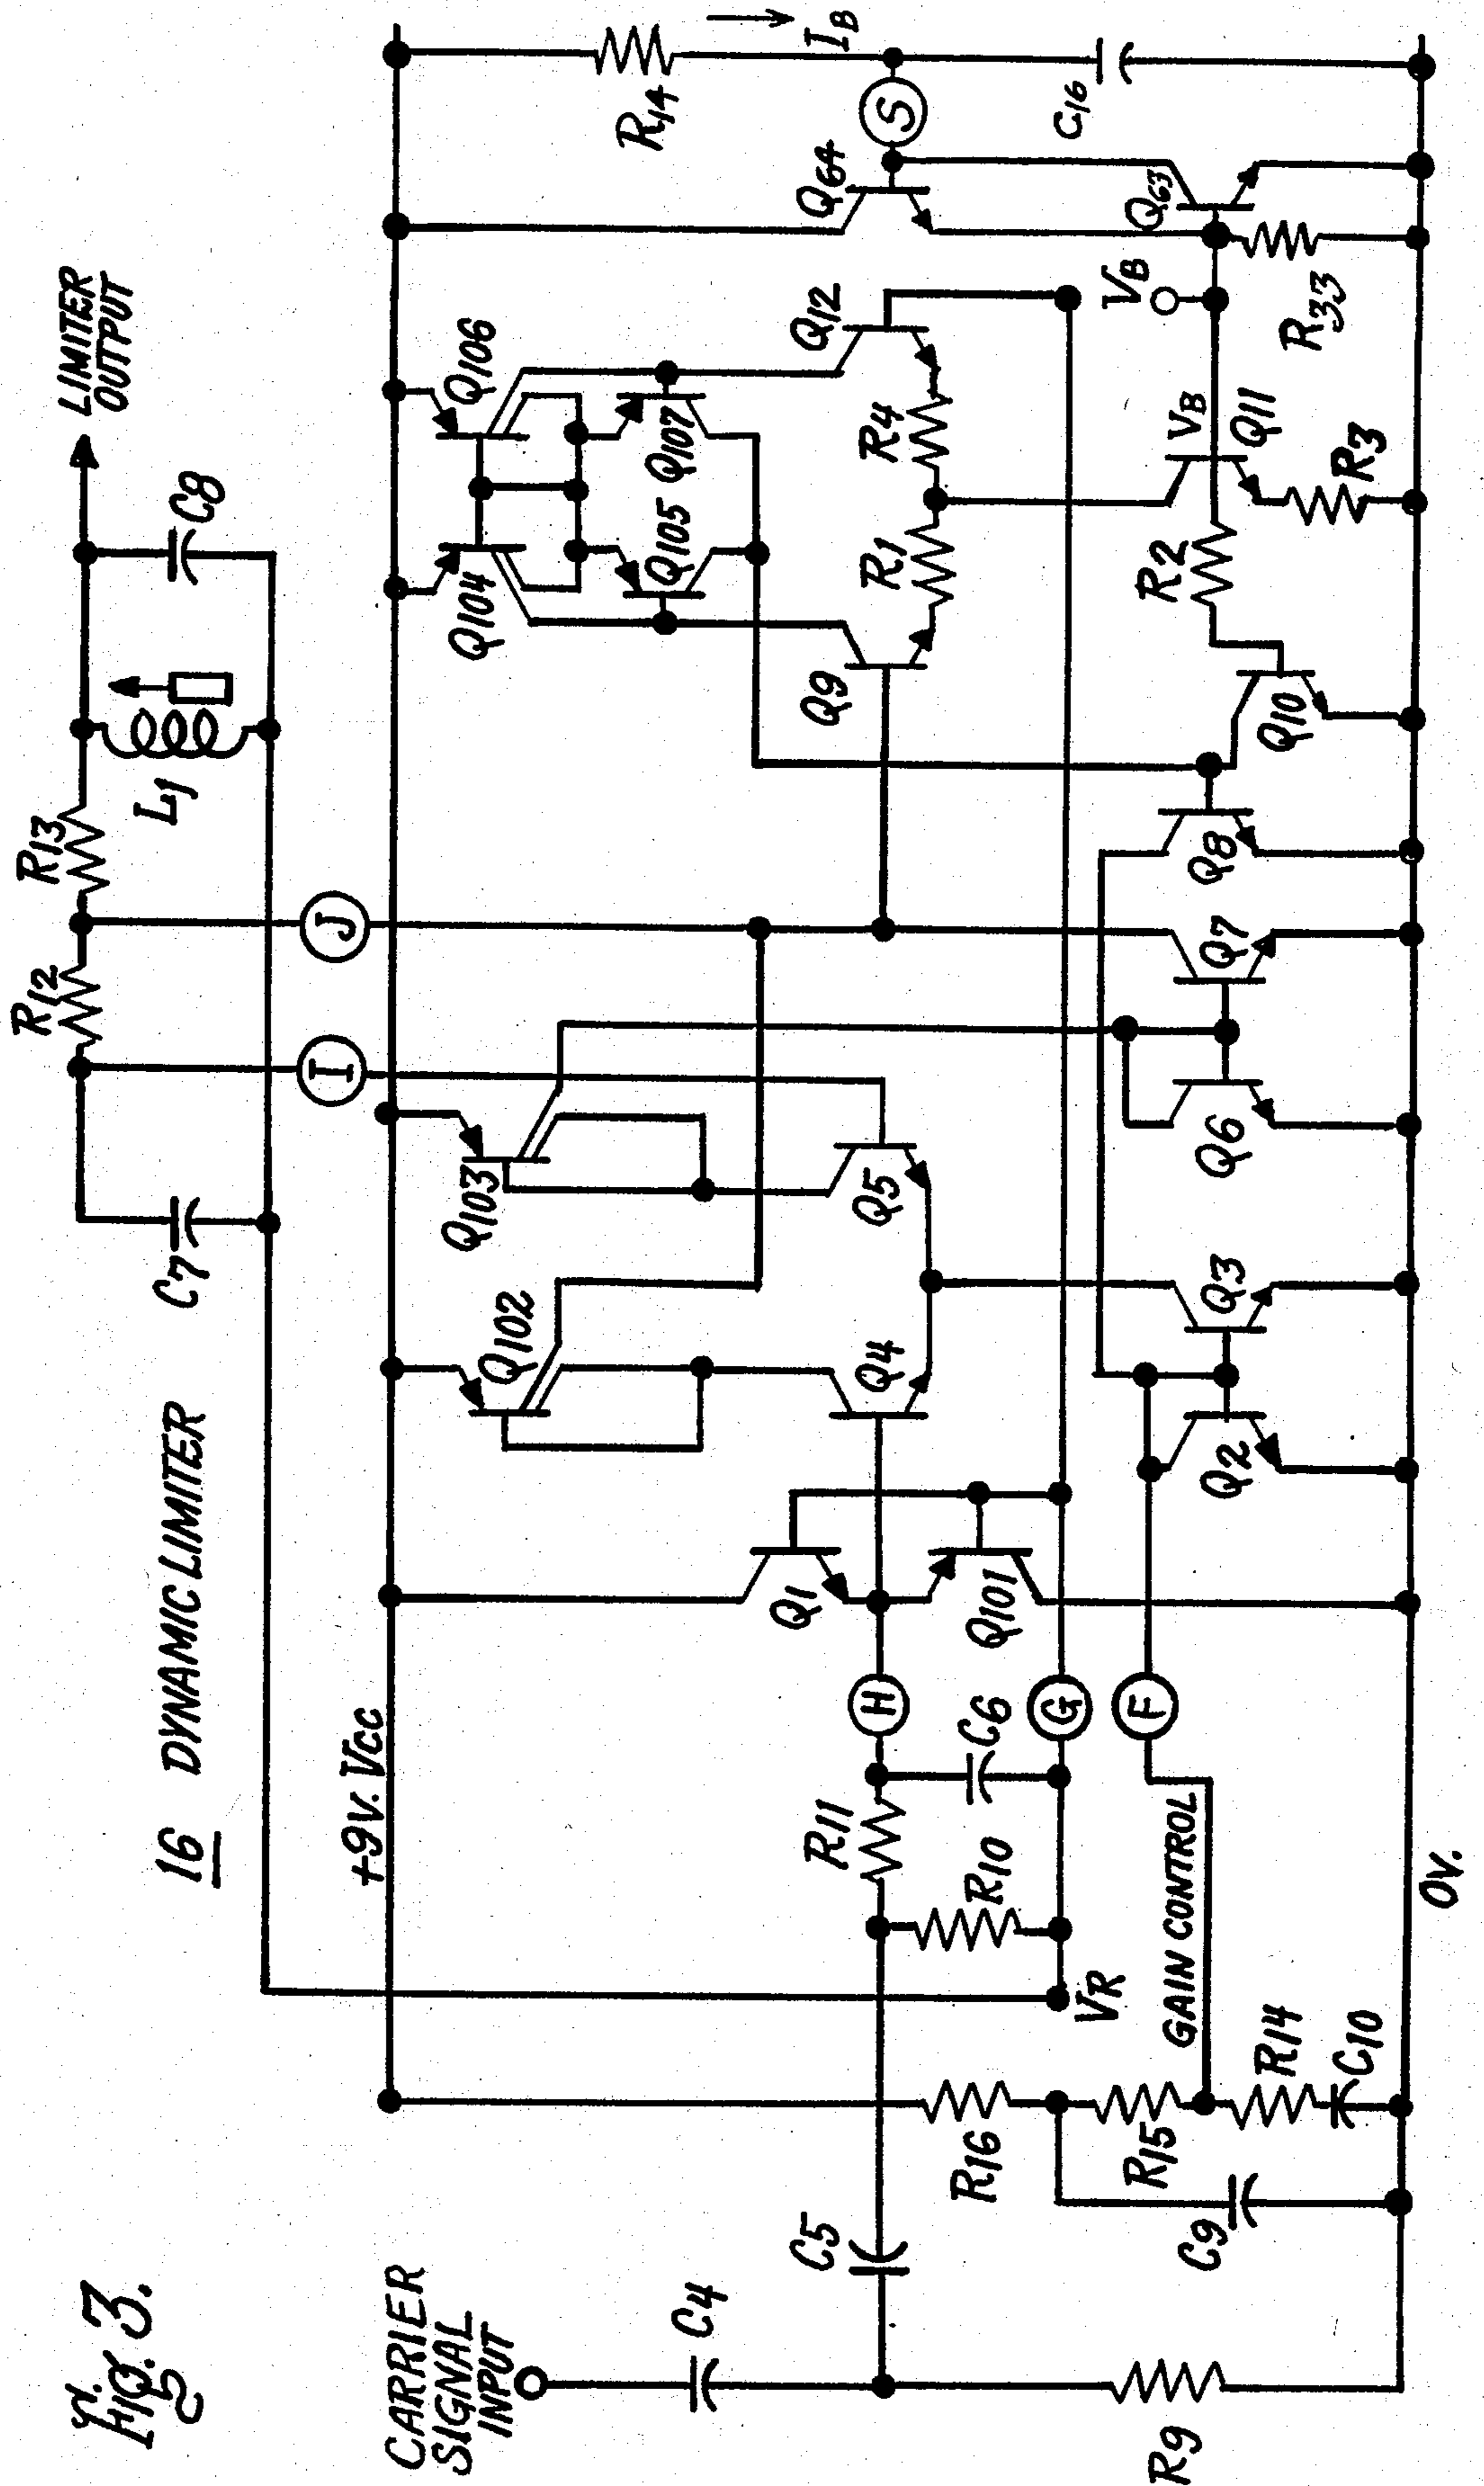 Fig. 3.
16 DYNAMIC LIMITER
C7
R12
R13
L1
C8
LIMITER
OUTPUT
I
J
+9V. Vcc
CARRIER
SIGNAL
INPUT
C4
C5
R9
R16
R15
R14
C9
C10
GAIN CONTROL
VR
R10
R11
C6
H
G
F
Q1
Q101
Q102
Q103
Q4
Q5
Q2
Q3
Q6
Q7
Q8
Q9
Q10
Q104
Q105
Q106
Q107
Q12
R1
R4
R2
VB
Q11
R3
VB
R33
Q63
Q64
S
R14
IB
C16
0V.